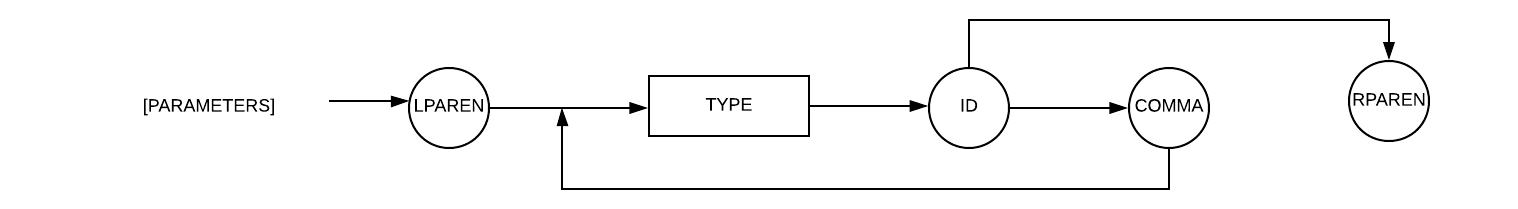 [PARAMETERS]
LPAREN
TYPE
ID
COMMA
RPAREN